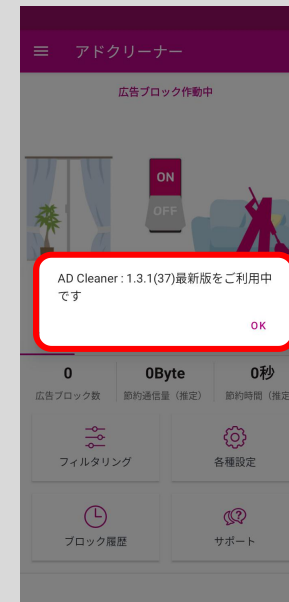 アドクリーナー
広告ブロック作動中
ON
OFF
AD Cleaner : 1.3.1(37)最新版をご利用中
です
OK
0 0Byte 0秒
広告ブロック数 節約通信量（推定） 節約時間（推定
フィルタリング 各種設定
ブロック履歴 サポート